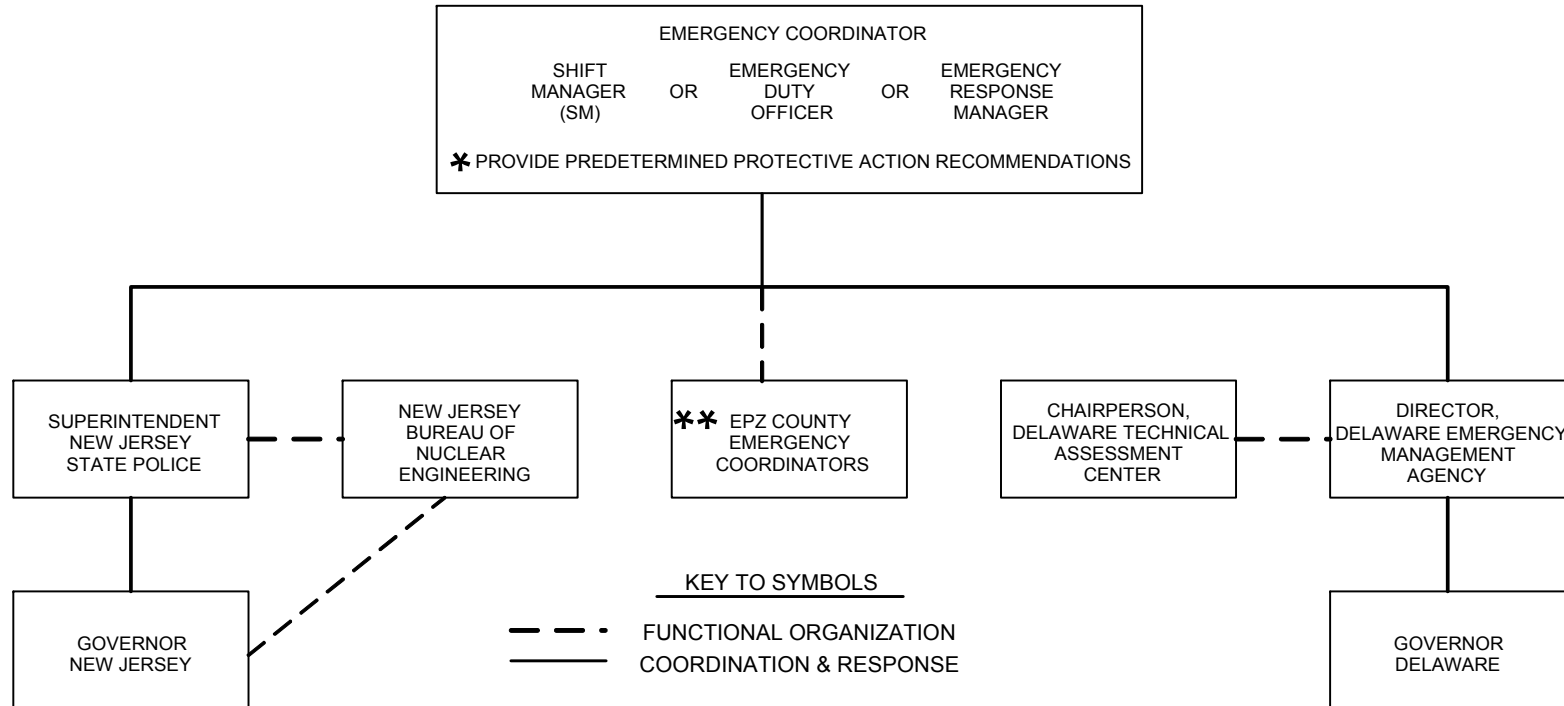 EMERGENCY COORDINATOR
SHIFT
MANAGER
(SM)
OR
EMERGENCY
DUTY
OFFICER
OR
EMERGENCY
RESPONSE
MANAGER
* PROVIDE PREDETERMINED PROTECTIVE ACTION RECOMMENDATIONS
SUPERINTENDENT
NEW JERSEY
STATE POLICE
NEW JERSEY
BUREAU OF
NUCLEAR
ENGINEERING
** EPZ COUNTY
EMERGENCY
COORDINATORS
CHAIRPERSON,
DELAWARE TECHNICAL
ASSESSMENT
CENTER
DIRECTOR,
DELAWARE EMERGENCY
MANAGEMENT
AGENCY
GOVERNOR
NEW JERSEY
KEY TO SYMBOLS
FUNCTIONAL ORGANIZATION
COORDINATION & RESPONSE
GOVERNOR
DELAWARE